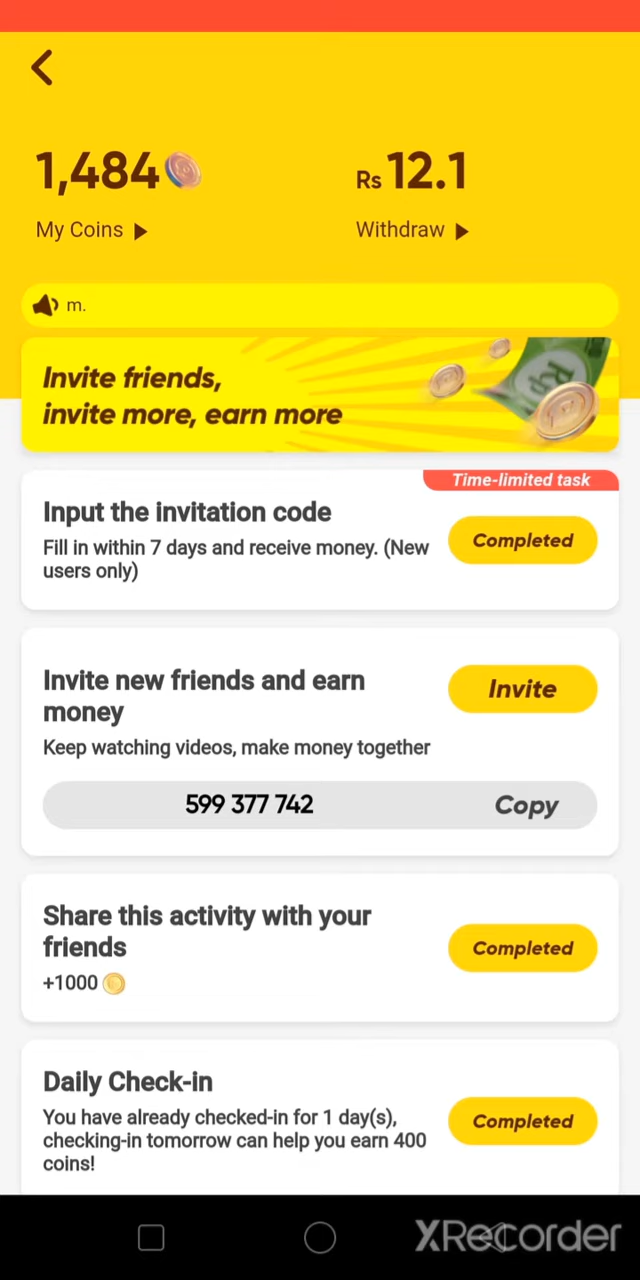 1,484
Rs 12.1
My Coins
Withdraw
m.
Invite friends,
invite more, earn more
Time-limited task
Input the invitation code
Fill in within 7 days and receive money. (New
users only)
Completed
Invite new friends and earn
money
Invite
Keep watching videos, make money together
599 377 742
Copy
Share this activity with your
friends
+1000
Completed
Daily Check-in
You have already checked-in for 1 day(s),
checking-in tomorrow can help you earn 400
coins!
Completed
XRecorder